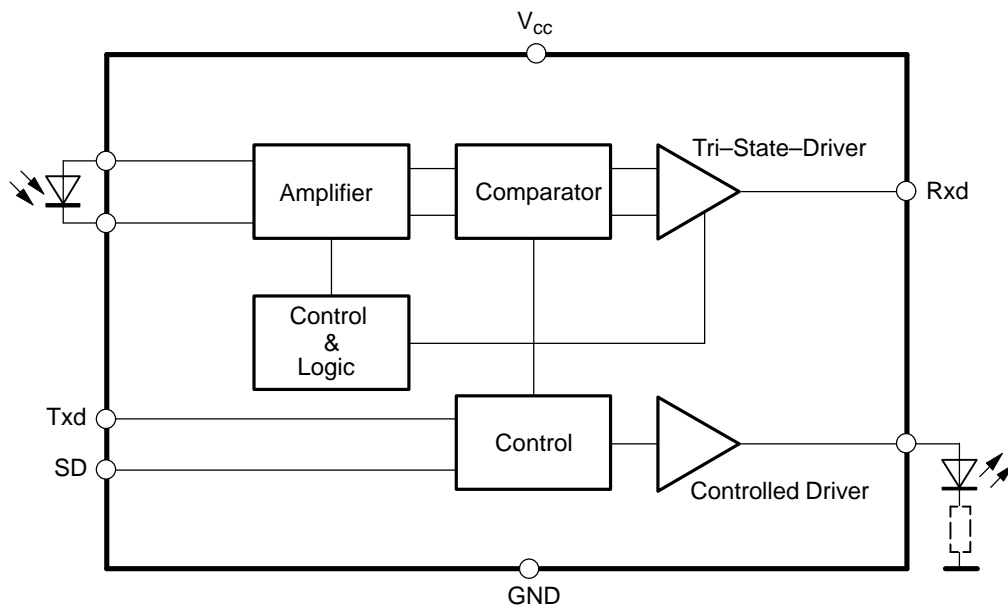 Vcc
Tri–State–Driver
Amplifier
Comparator
Rxd
Control
&
Logic
Txd
SD
Control
Controlled Driver
GND